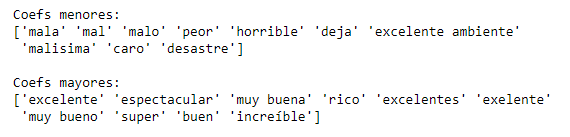 Coefs menores:
['mala' 'mal' 'malo' 'peor' 'horrible' 'deja' 'excelente ambiente'
'malisima' 'caro' 'desastre']
Coefs mayores:
['excelente' 'espectacular' 'muy buena' 'rico' 'excelentes' 'exelente'
'muy bueno' 'super' 'buen' 'increíble']